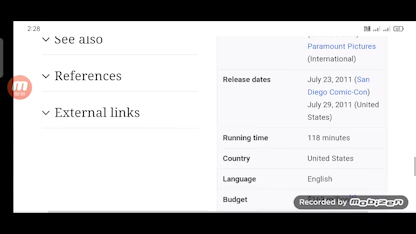 2:28
See also
References
External links
Paramount Pictures
(International)
Release dates
July 23, 2011 (San
Diego Comic-Con)
July 29, 2011 (United
States)
Running time
118 minutes
Country
United States
Language
English
Budget
Recorded by mobizen